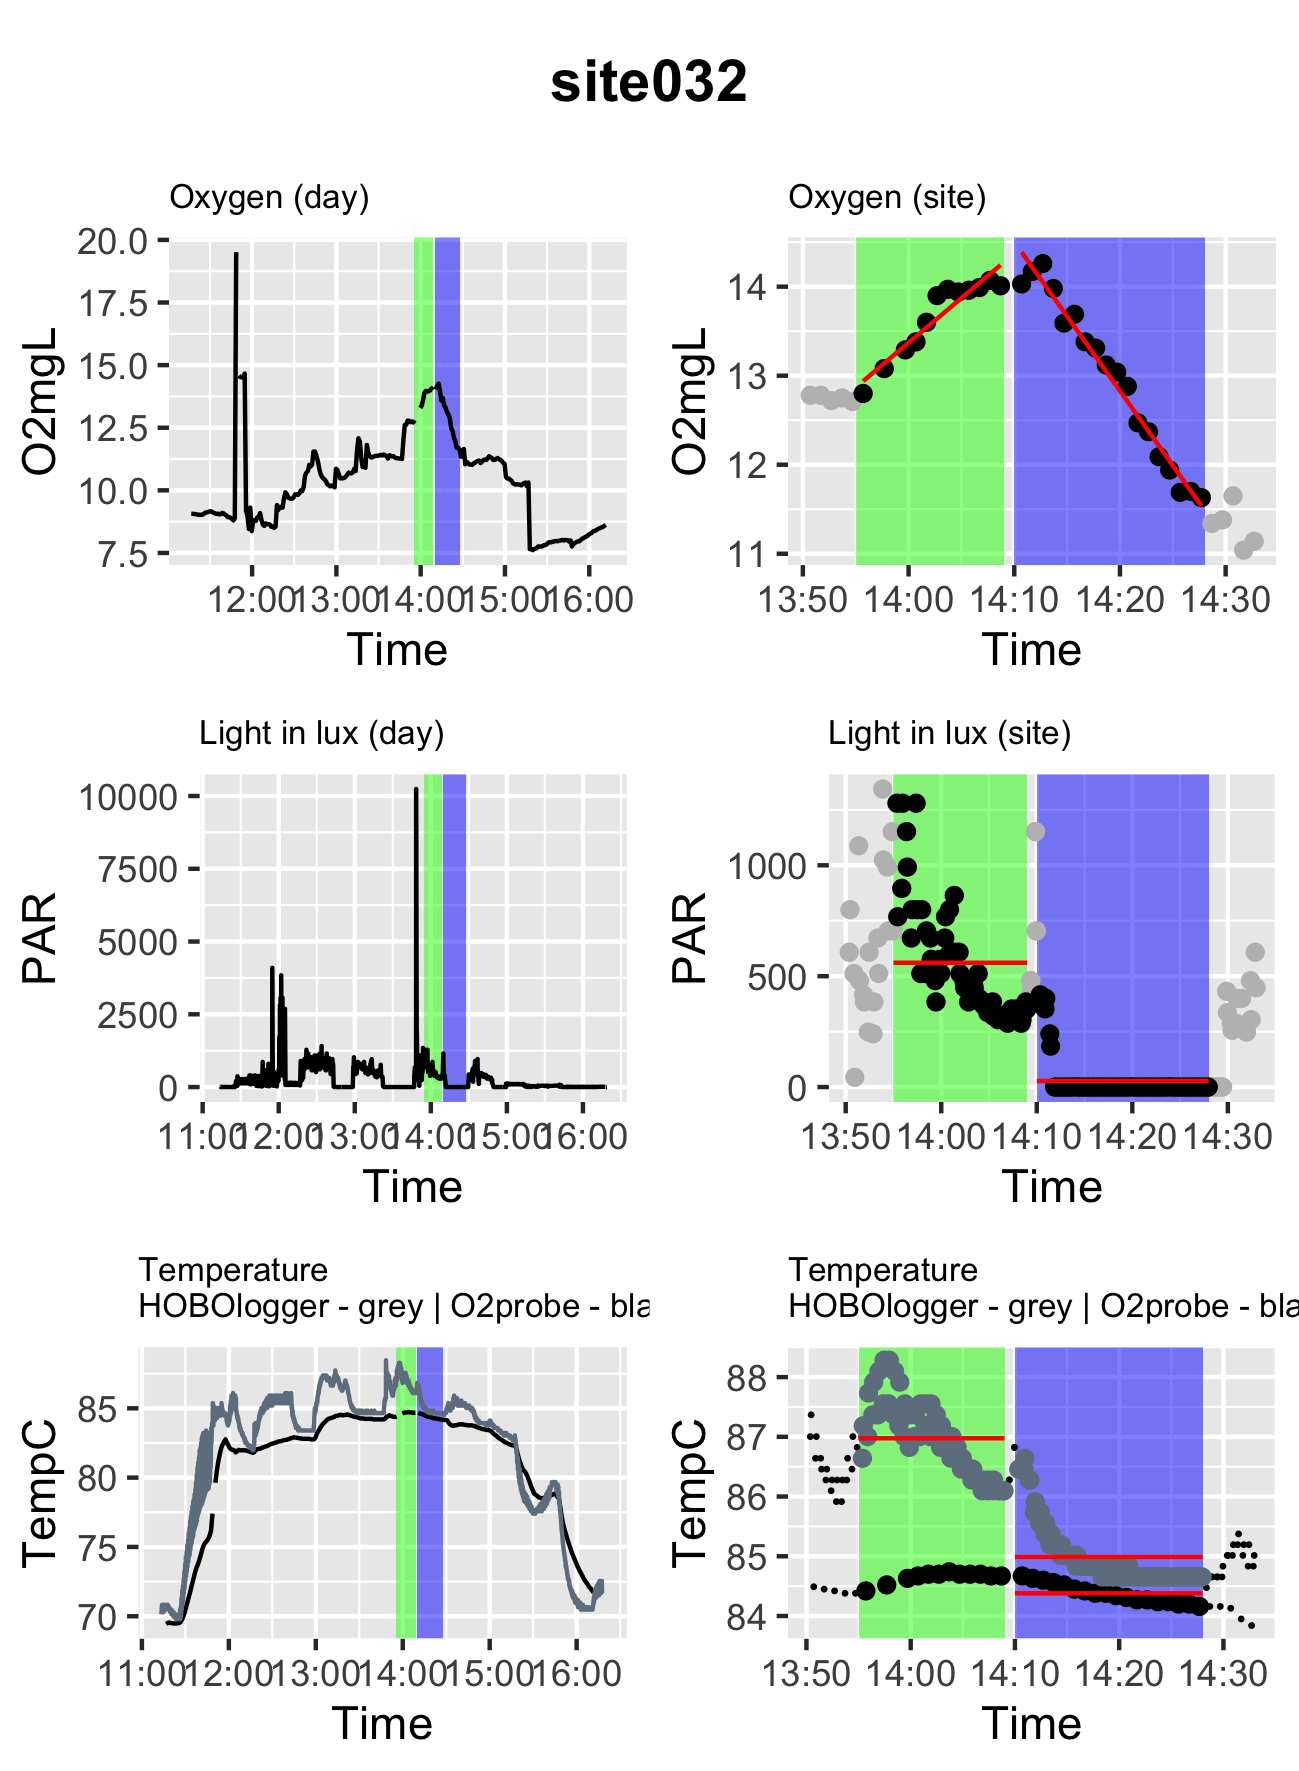 site032
Oxygen (day)
20.0
17.5
15.0
12.5
10.0
7.5
O2mgL
12:00 13:00 14:00 15:00 16:00
Time
Oxygen (site)
14
13
12
11
O2mgL
13:50 14:00 14:10 14:20 14:30
Time
Light in lux (day)
10000
7500
5000
2500
0
PAR
11:00 12:00 13:00 14:00 15:00 16:00
Time
Light in lux (site)
1000
500
0
PAR
13:50 14:00 14:10 14:20 14:30
Time
Temperature
HOBOlogger - grey | O2probe - bla
85
80
75
70
TempC
11:00 12:00 13:00 14:00 15:00 16:00
Time
Temperature
HOBOlogger - grey | O2probe - bla
88
87
86
85
84
TempC
13:50 14:00 14:10 14:20 14:30
Time